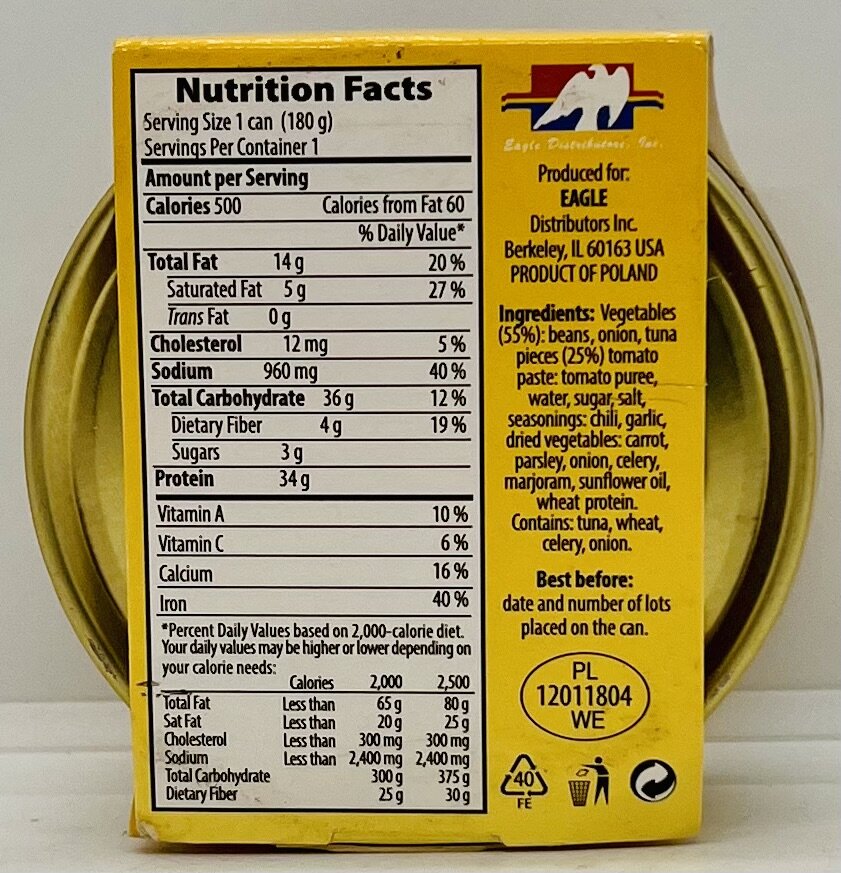 Nutrition Facts
Serving Size 1 can (180 g)
Servings Per Container 1
Amount per Serving
Calories 500 Calories from Fat 60
% Daily Value*
Total Fat 14 g 20 %
Saturated Fat 5 g 27 %
Trans Fat 0 g
Cholesterol 12 mg 5 %
Sodium 960 mg 40 %
Total Carbohydrate 36 g 12 %
Dietary Fiber 4 g 19 %
Sugars 3 g
Protein 34 g
Vitamin A 10 %
Vitamin C 6 %
Calcium 16 %
Iron 40 %
*Percent Daily Values based on 2,000-calorie diet.
Your daily values may be higher or lower depending on
your calorie needs:
Calories 2,000 2,500
Total Fat Less than 65 g 80 g
Sat Fat Less than 20 g 25 g
Cholesterol Less than 300 mg 300 mg
Sodium Less than 2,400 mg 2,400 mg
Total Carbohydrate 300 g 375 g
Dietary Fiber 25 g 30 g
Eagle Distributors, Inc.
Produced for:
EAGLE
Distributors Inc.
Berkeley, IL 60163 USA
PRODUCT OF POLAND
Ingredients: Vegetables
(55%): beans, onion, tuna
pieces (25%) tomato
paste: tomato puree,
water, sugar, salt,
seasonings: chili, garlic,
dried vegetables: carrot,
parsley, onion, celery,
marjoram, sunflower oil,
wheat protein.
Contains: tuna, wheat,
celery, onion.
Best before:
date and number of lots
placed on the can.
PL
12011804
WE
40
FE